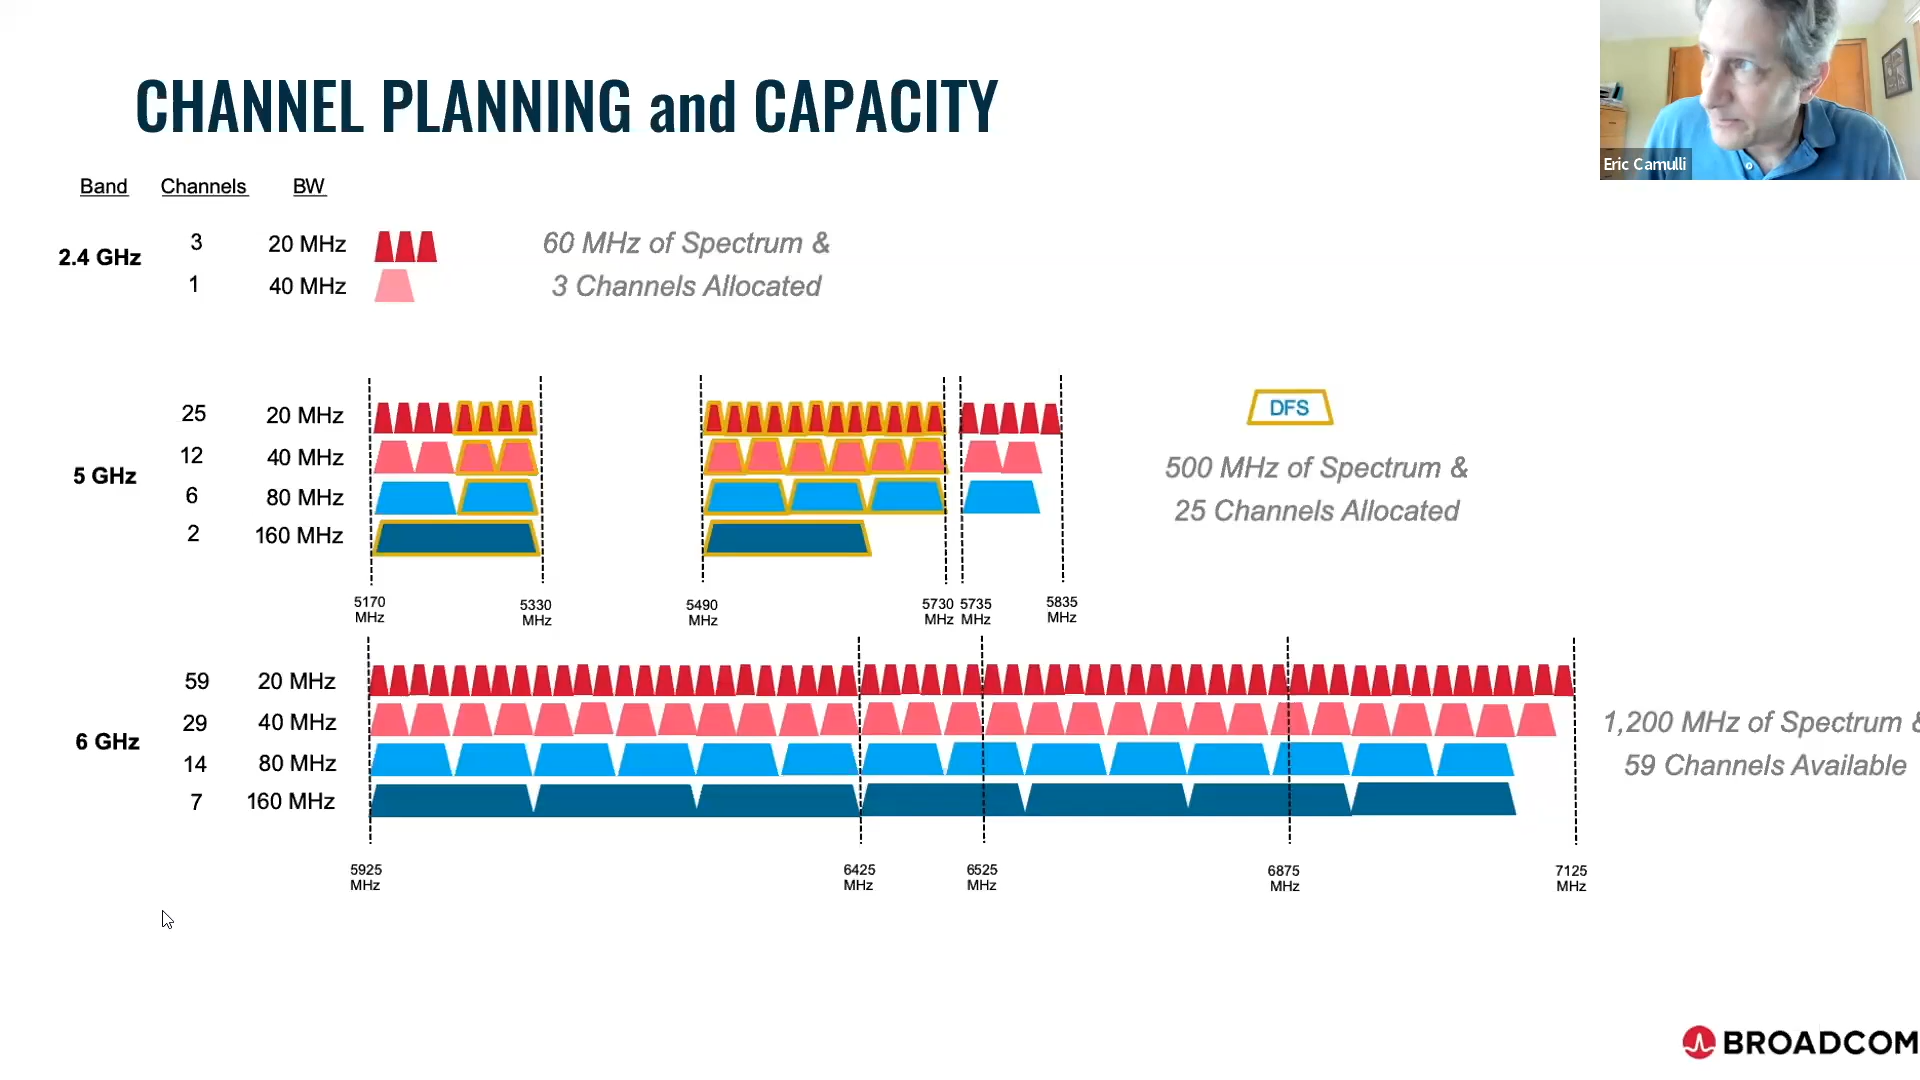 CHANNEL PLANNING and CAPACITY
Eric Camulli
Band Channels BW
2.4 GHz
3 20 MHz
1 40 MHz
60 MHz of Spectrum &
3 Channels Allocated
5 GHz
25 20 MHz
12 40 MHz
6 80 MHz
2 160 MHz
DFS
500 MHz of Spectrum &
25 Channels Allocated
5170 MHz
5330 MHz
5490 MHz
5730 MHz
5735 MHz
5835 MHz
6 GHz
59 20 MHz
29 40 MHz
14 80 MHz
7 160 MHz
1,200 MHz of Spectrum &
59 Channels Available
5925 MHz
6425 MHz
6525 MHz
6875 MHz
7125 MHz
BROADCOM